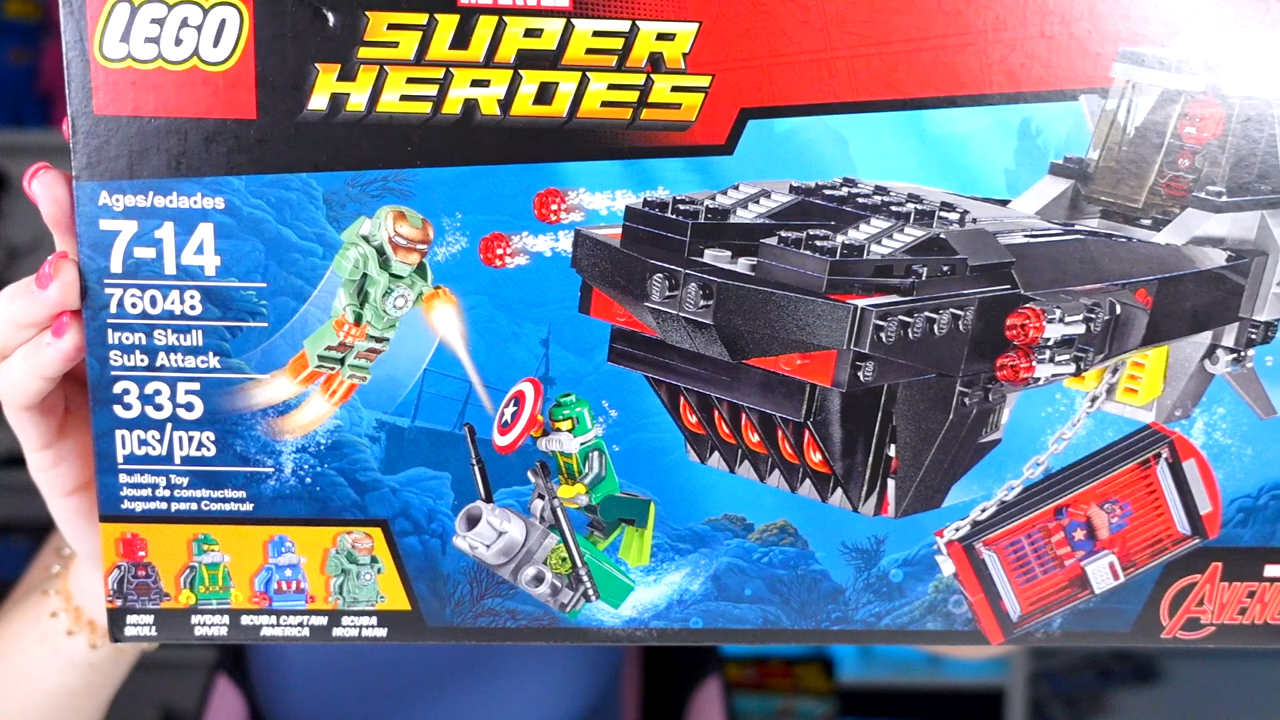 LEGO
MARVEL
SUPER
HEROES
Ages/edades
7-14
76048
Iron Skull
Sub Attack
335
pcs/pzs
Building Toy
Jouet de construction
Juguete para Construir
IRON
SKULL
HYDRA
DIVER
SCUBA CAPTAIN
AMERICA
SCUBA
IRON MAN